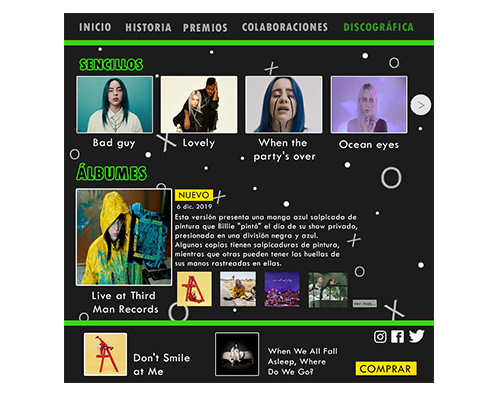 INICIO HISTORIA PREMIOS COLABORACIONES DISCOGRÁFICA
SENCILLOS
Bad guy
Lovely
When the
party's over
Ocean eyes
>
ÁLBUMES
Live at Third
Man Records
NUEVO
6 dic. 2019
Esta versión presenta una manga azul salpicada de
pintura que Billie "pintó" el día de su show privado,
presionada en una división negra y azul.
Algunas copias tienen salpicaduras de pintura,
mientras que otras pueden tener las huellas de
sus manos rastreadas en ellas.
ver mas...
Don't Smile
at Me
When We All Fall
Asleep, Where
Do We Go?
COMPRAR